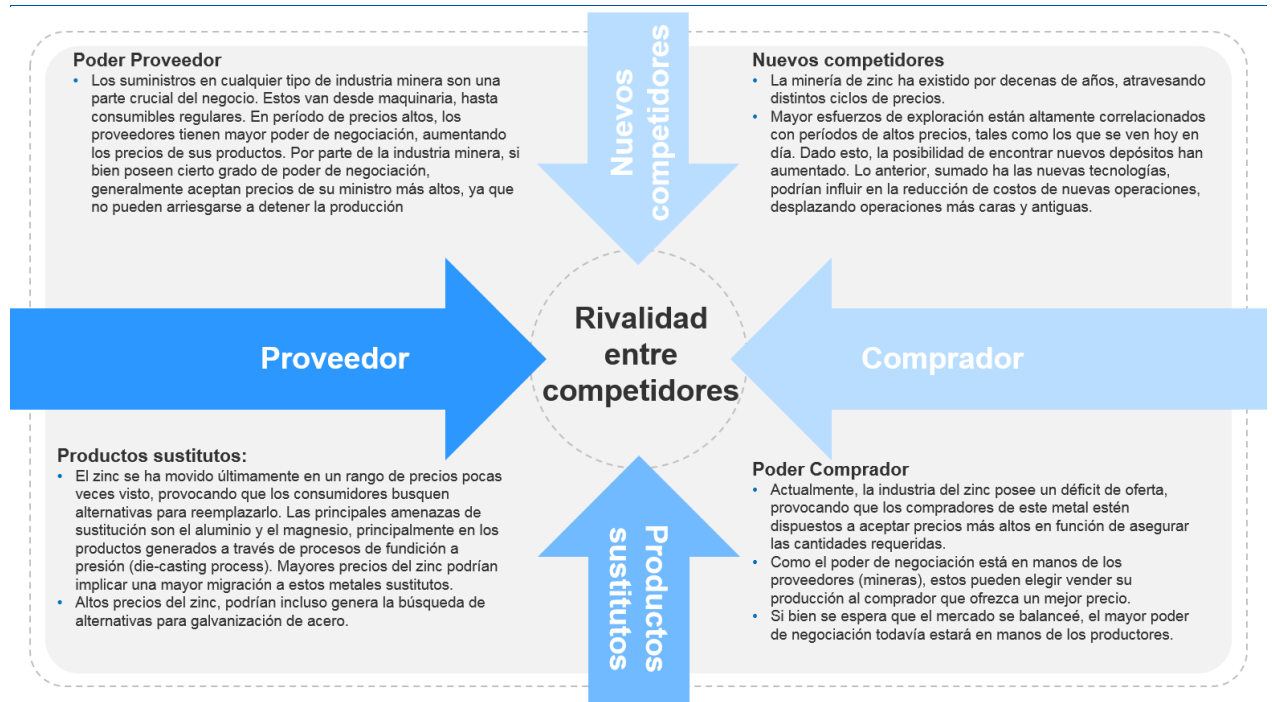 Poder Proveedor
• Los suministros en cualquier tipo de industria minera son una
parte crucial del negocio. Estos van desde maquinaria, hasta
consumibles regulares. En período de precios altos, los
proveedores tienen mayor poder de negociación, aumentando
los precios de sus productos. Por parte de la industria minera, si
bien poseen cierto grado de poder de negociación,
generalmente aceptan precios de su ministro más altos, ya que
no pueden arriesgarse a detener la producción
Nuevos
competidores
Nuevos competidores
• La minería de zinc ha existido por decenas de años, atravesando
distintos ciclos de precios.
• Mayor esfuerzos de exploración están altamente correlacionados
con períodos de altos precios, tales como los que se ven hoy en
día. Dado esto, la posibilidad de encontrar nuevos depósitos han
aumentado. Lo anterior, sumado ha las nuevas tecnologías,
podrían influir en la reducción de costos de nuevas operaciones,
desplazando operaciones más caras y antiguas.
Proveedor
Rivalidad
entre
competidores
Comprador
Productos sustitutos:
• El zinc se ha movido últimamente en un rango de precios pocas
veces visto, provocando que los consumidores busquen
alternativas para reemplazarlo. Las principales amenazas de
sustitución son el aluminio y el magnesio, principalmente en los
productos generados a través de procesos de fundición a
presión (die-casting process). Mayores precios del zinc podrían
implicar una mayor migración a estos metales sustitutos.
• Altos precios del zinc, podrían incluso genera la búsqueda de
alternativas para galvanización de acero.
Productos
sustitutos
Poder Comprador
• Actualmente, la industria del zinc posee un déficit de oferta,
provocando que los compradores de este metal estén
dispuestos a aceptar precios más altos en función de asegurar
las cantidades requeridas.
• Como el poder de negociación está en manos de los
proveedores (mineras), estos pueden elegir vender su
producción al comprador que ofrezca un mejor precio.
• Si bien se espera que el mercado se balanceé, el mayor poder
de negociación todavía estará en manos de los productores.